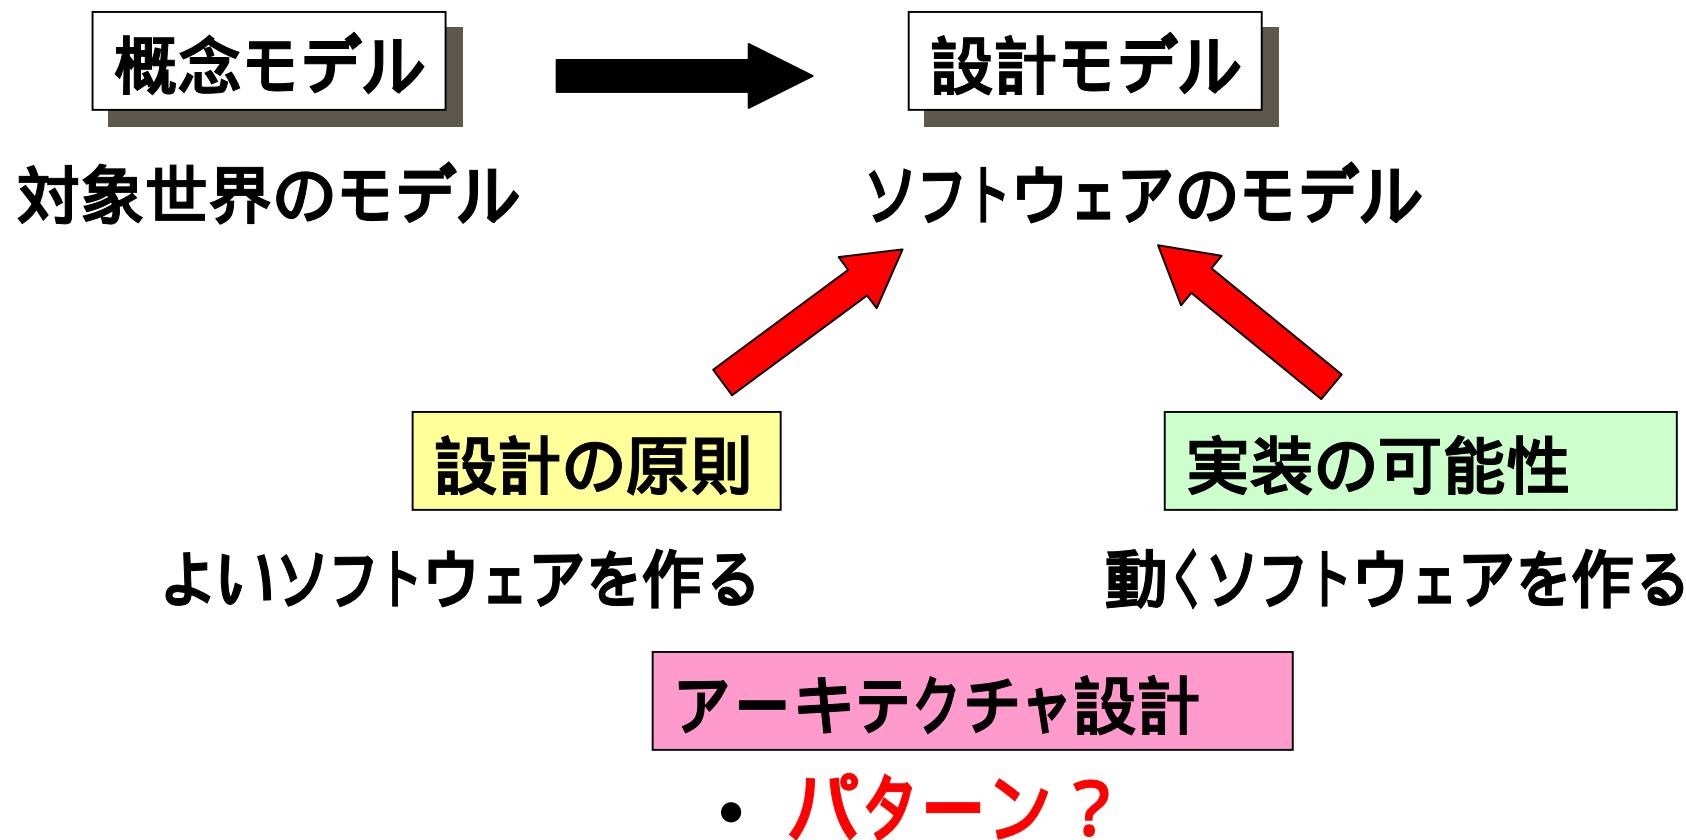 概念モデル
設計モデル
対象世界のモデル
ソフトウェアのモデル
設計の原則
実装の可能性
よいソフトウェアを作る
動くソフトウェアを作る
アーキテクチャ設計
• パターン？